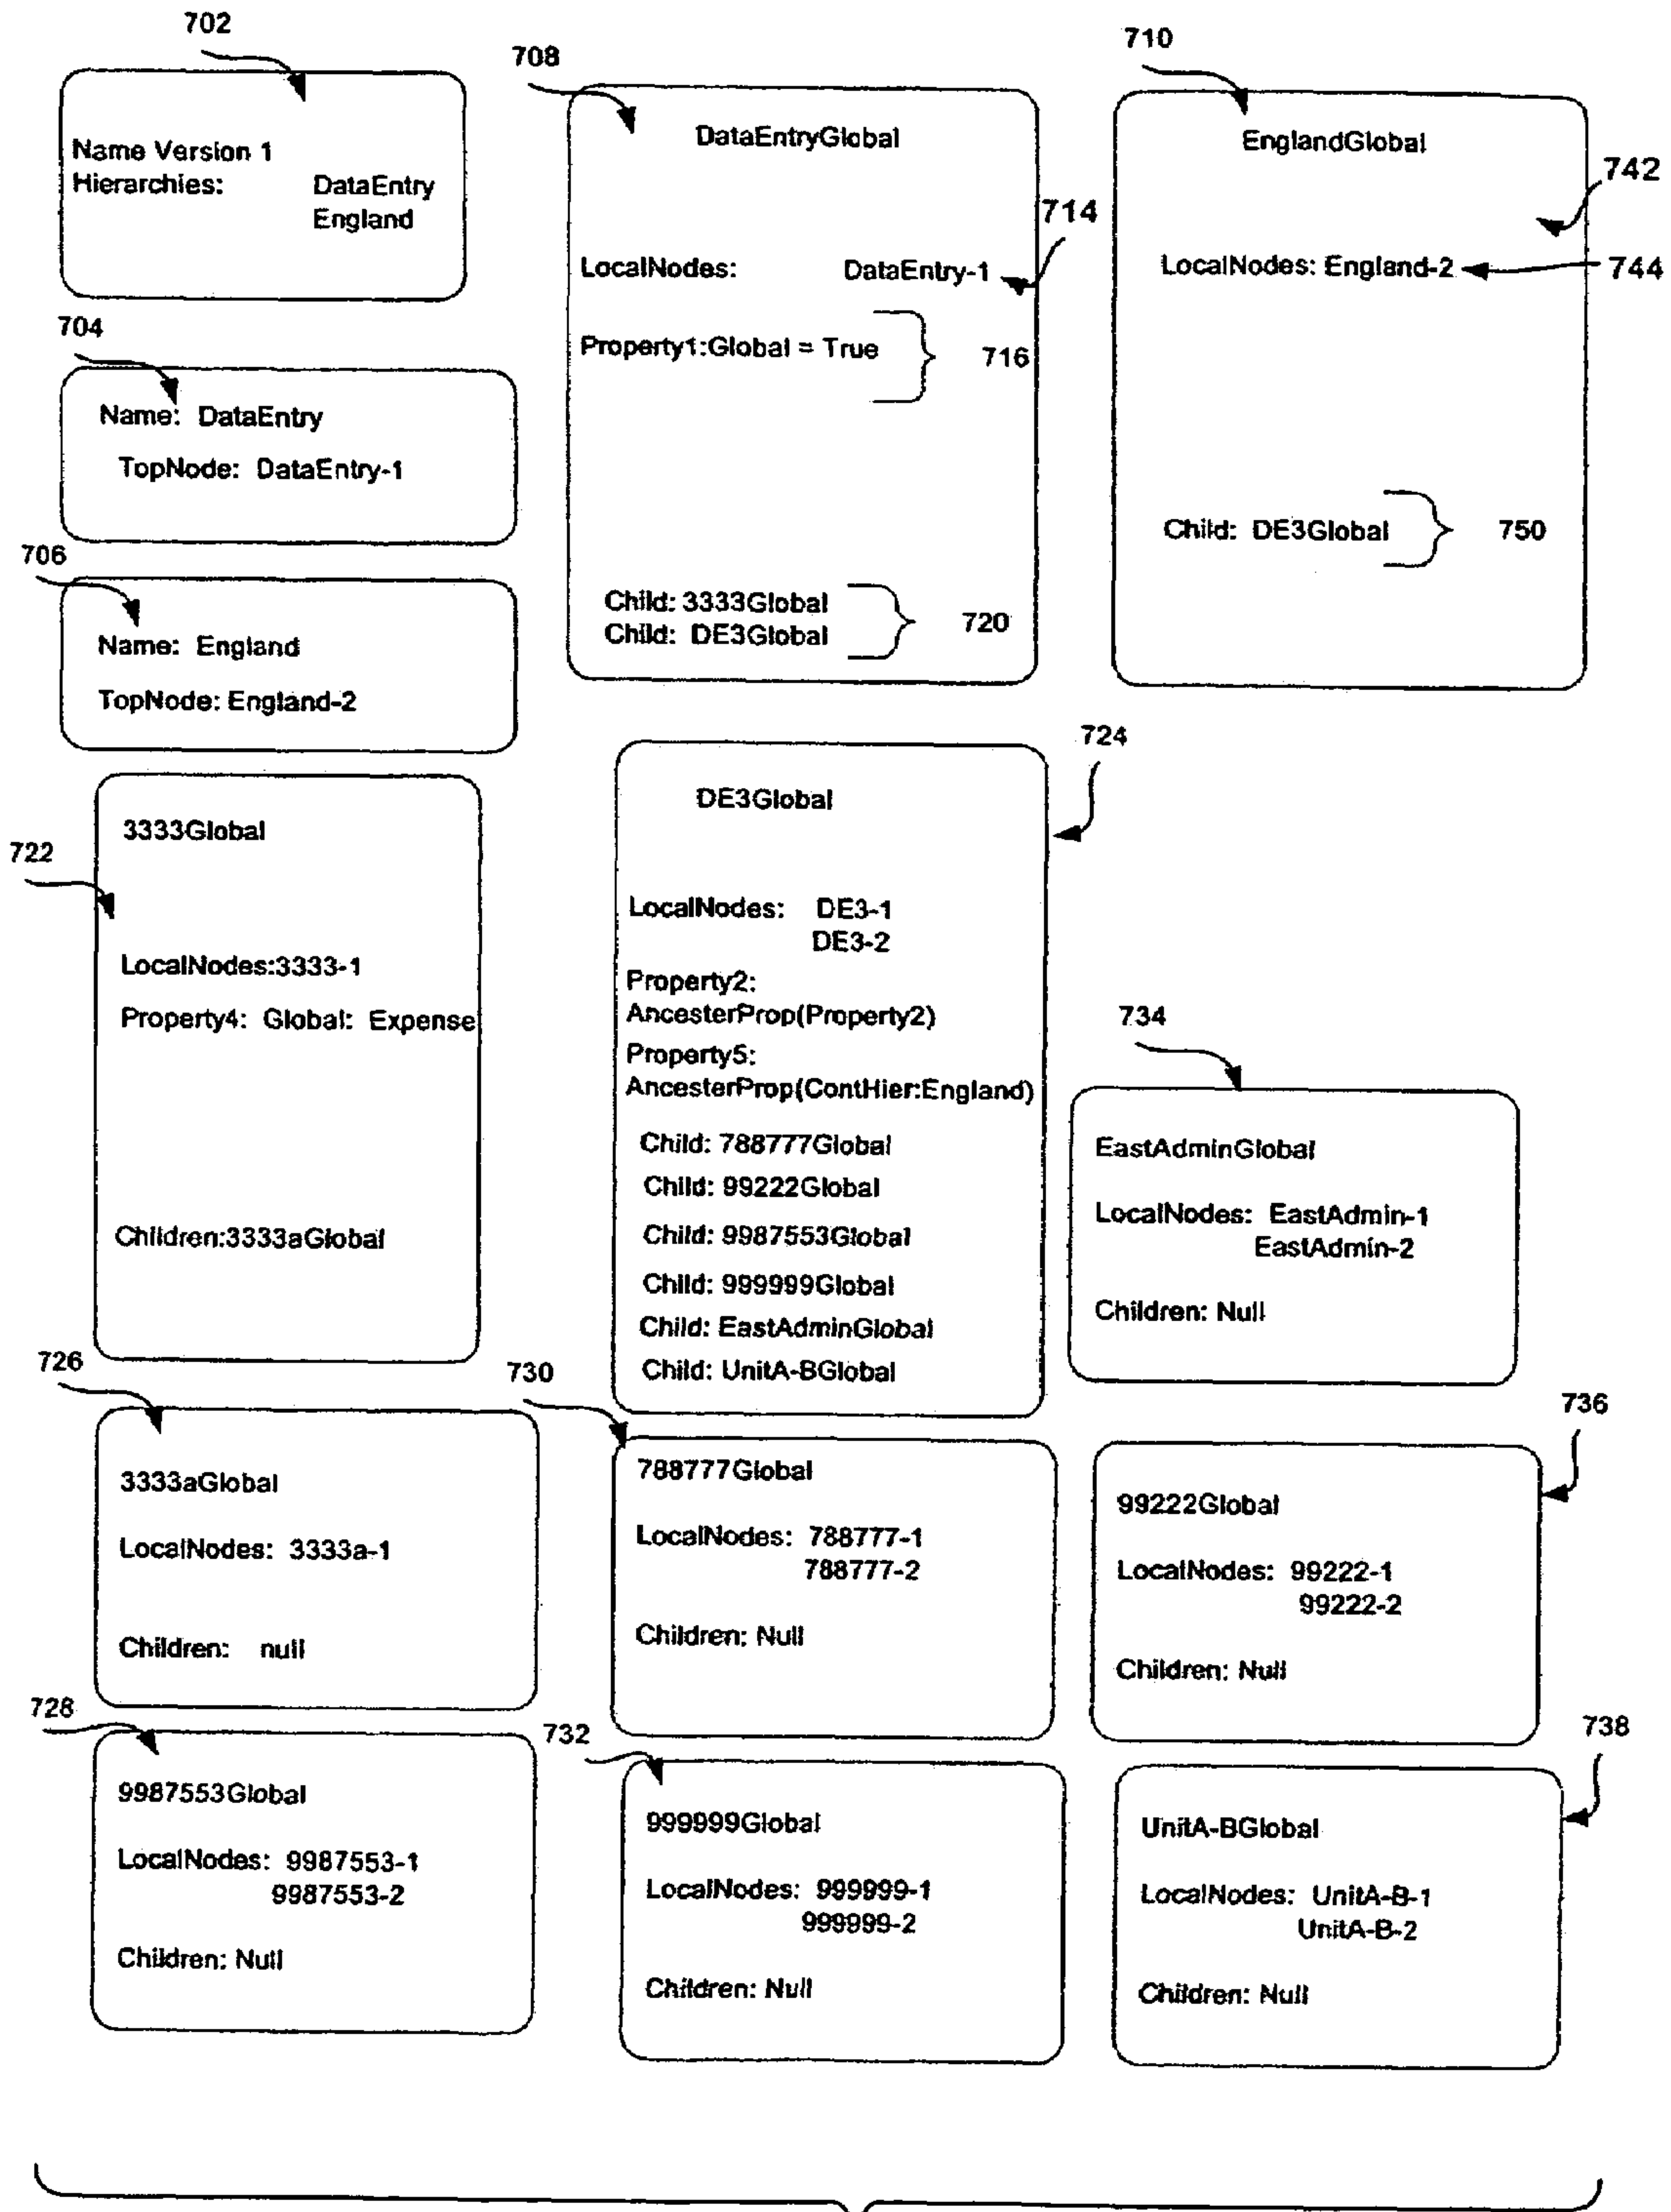 702
Name Version 1
Hierarchies: DataEntry
England
704
Name: DataEntry
TopNode: DataEntry-1
706
Name: England
TopNode: England-2
708
DataEntryGlobal
714
LocalNodes: DataEntry-1
Property1:Global = True
716
Child: 3333Global
Child: DE3Global
720
710
EnglandGlobal
742
LocalNodes: England-2
744
Child: DE3Global
750
722
3333Global
LocalNodes:3333-1
Property4: Global: Expense
Children:3333aGlobal
724
DE3Global
LocalNodes: DE3-1
DE3-2
Property2:
AncesterProp(Property2)
Property5:
AncesterProp(ContHier:England)
Child: 788777Global
Child: 99222Global
Child: 9987553Global
Child: 999999Global
Child: EastAdminGlobal
Child: UnitA-BGlobal
734
EastAdminGlobal
LocalNodes: EastAdmin-1
EastAdmin-2
Children: Null
726
3333aGlobal
LocalNodes: 3333a-1
Children: null
730
788777Global
LocalNodes: 788777-1
788777-2
Children: Null
736
99222Global
LocalNodes: 99222-1
99222-2
Children: Null
728
9987553Global
LocalNodes: 9987553-1
9987553-2
Children: Null
732
999999Global
LocalNodes: 999999-1
999999-2
Children: Null
738
UnitA-BGlobal
LocalNodes: UnitA-B-1
UnitA-B-2
Children: Null